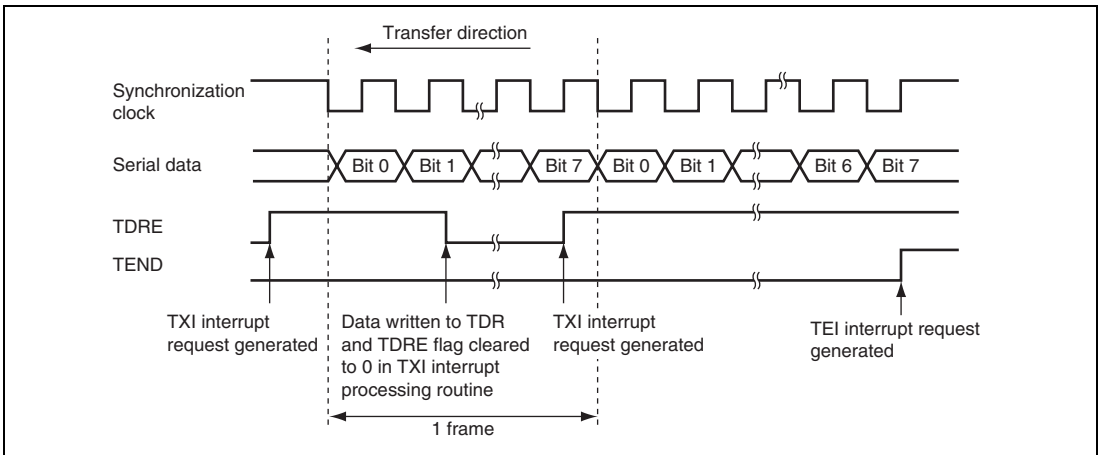 Transfer direction
Synchronization
clock
Serial data
Bit 0 Bit 1 Bit 7 Bit 0 Bit 1 Bit 6 Bit 7
TDRE
TEND
TXI interrupt
request generated
Data written to TDR
and TDRE flag cleared
to 0 in TXI interrupt
processing routine
TXI interrupt
request generated
TEI interrupt request
generated
1 frame